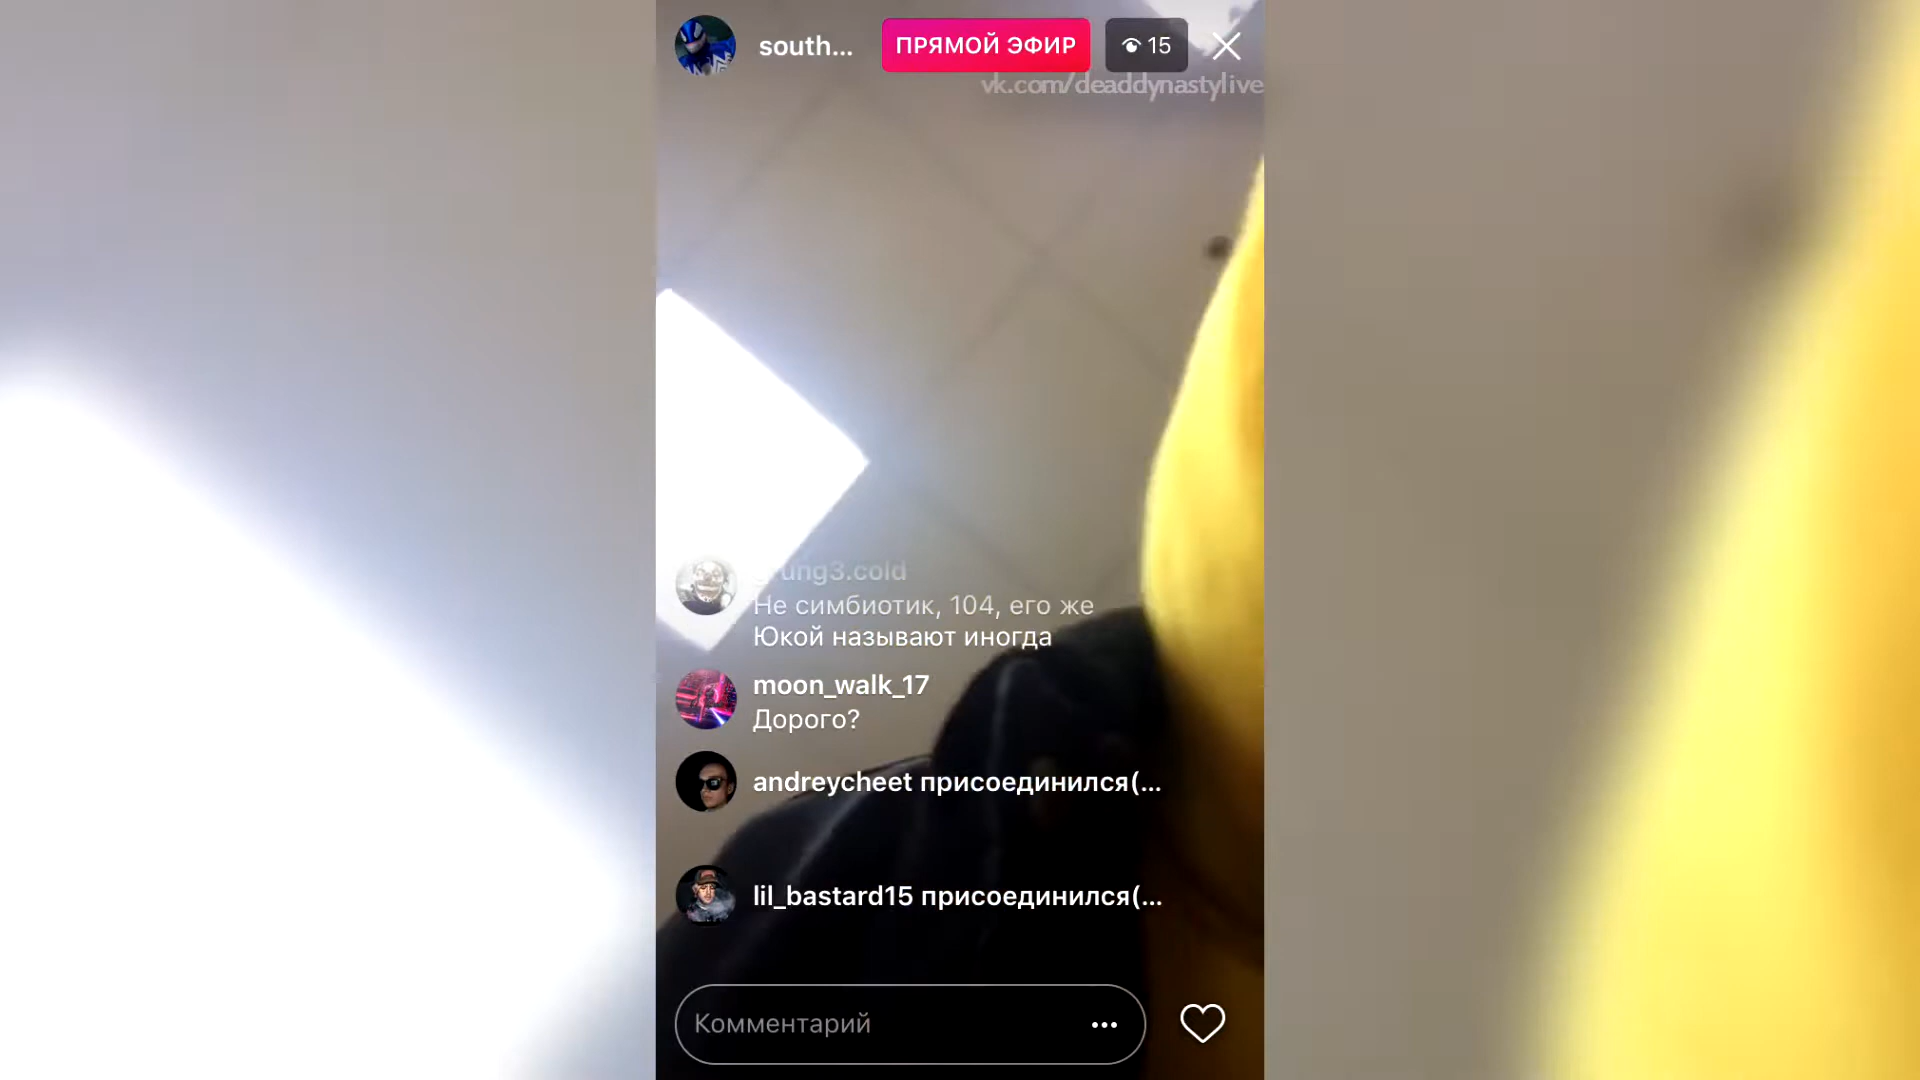 south...
ПРЯМОЙ ЭФИР
15
vk.com/deaddynastylive
Не симбиотик, 104, его же
Юкой называют иногда
moon_walk_17
Дорого?
andreycheet присоединился(...
lil_bastard15 присоединился(...
Комментарий